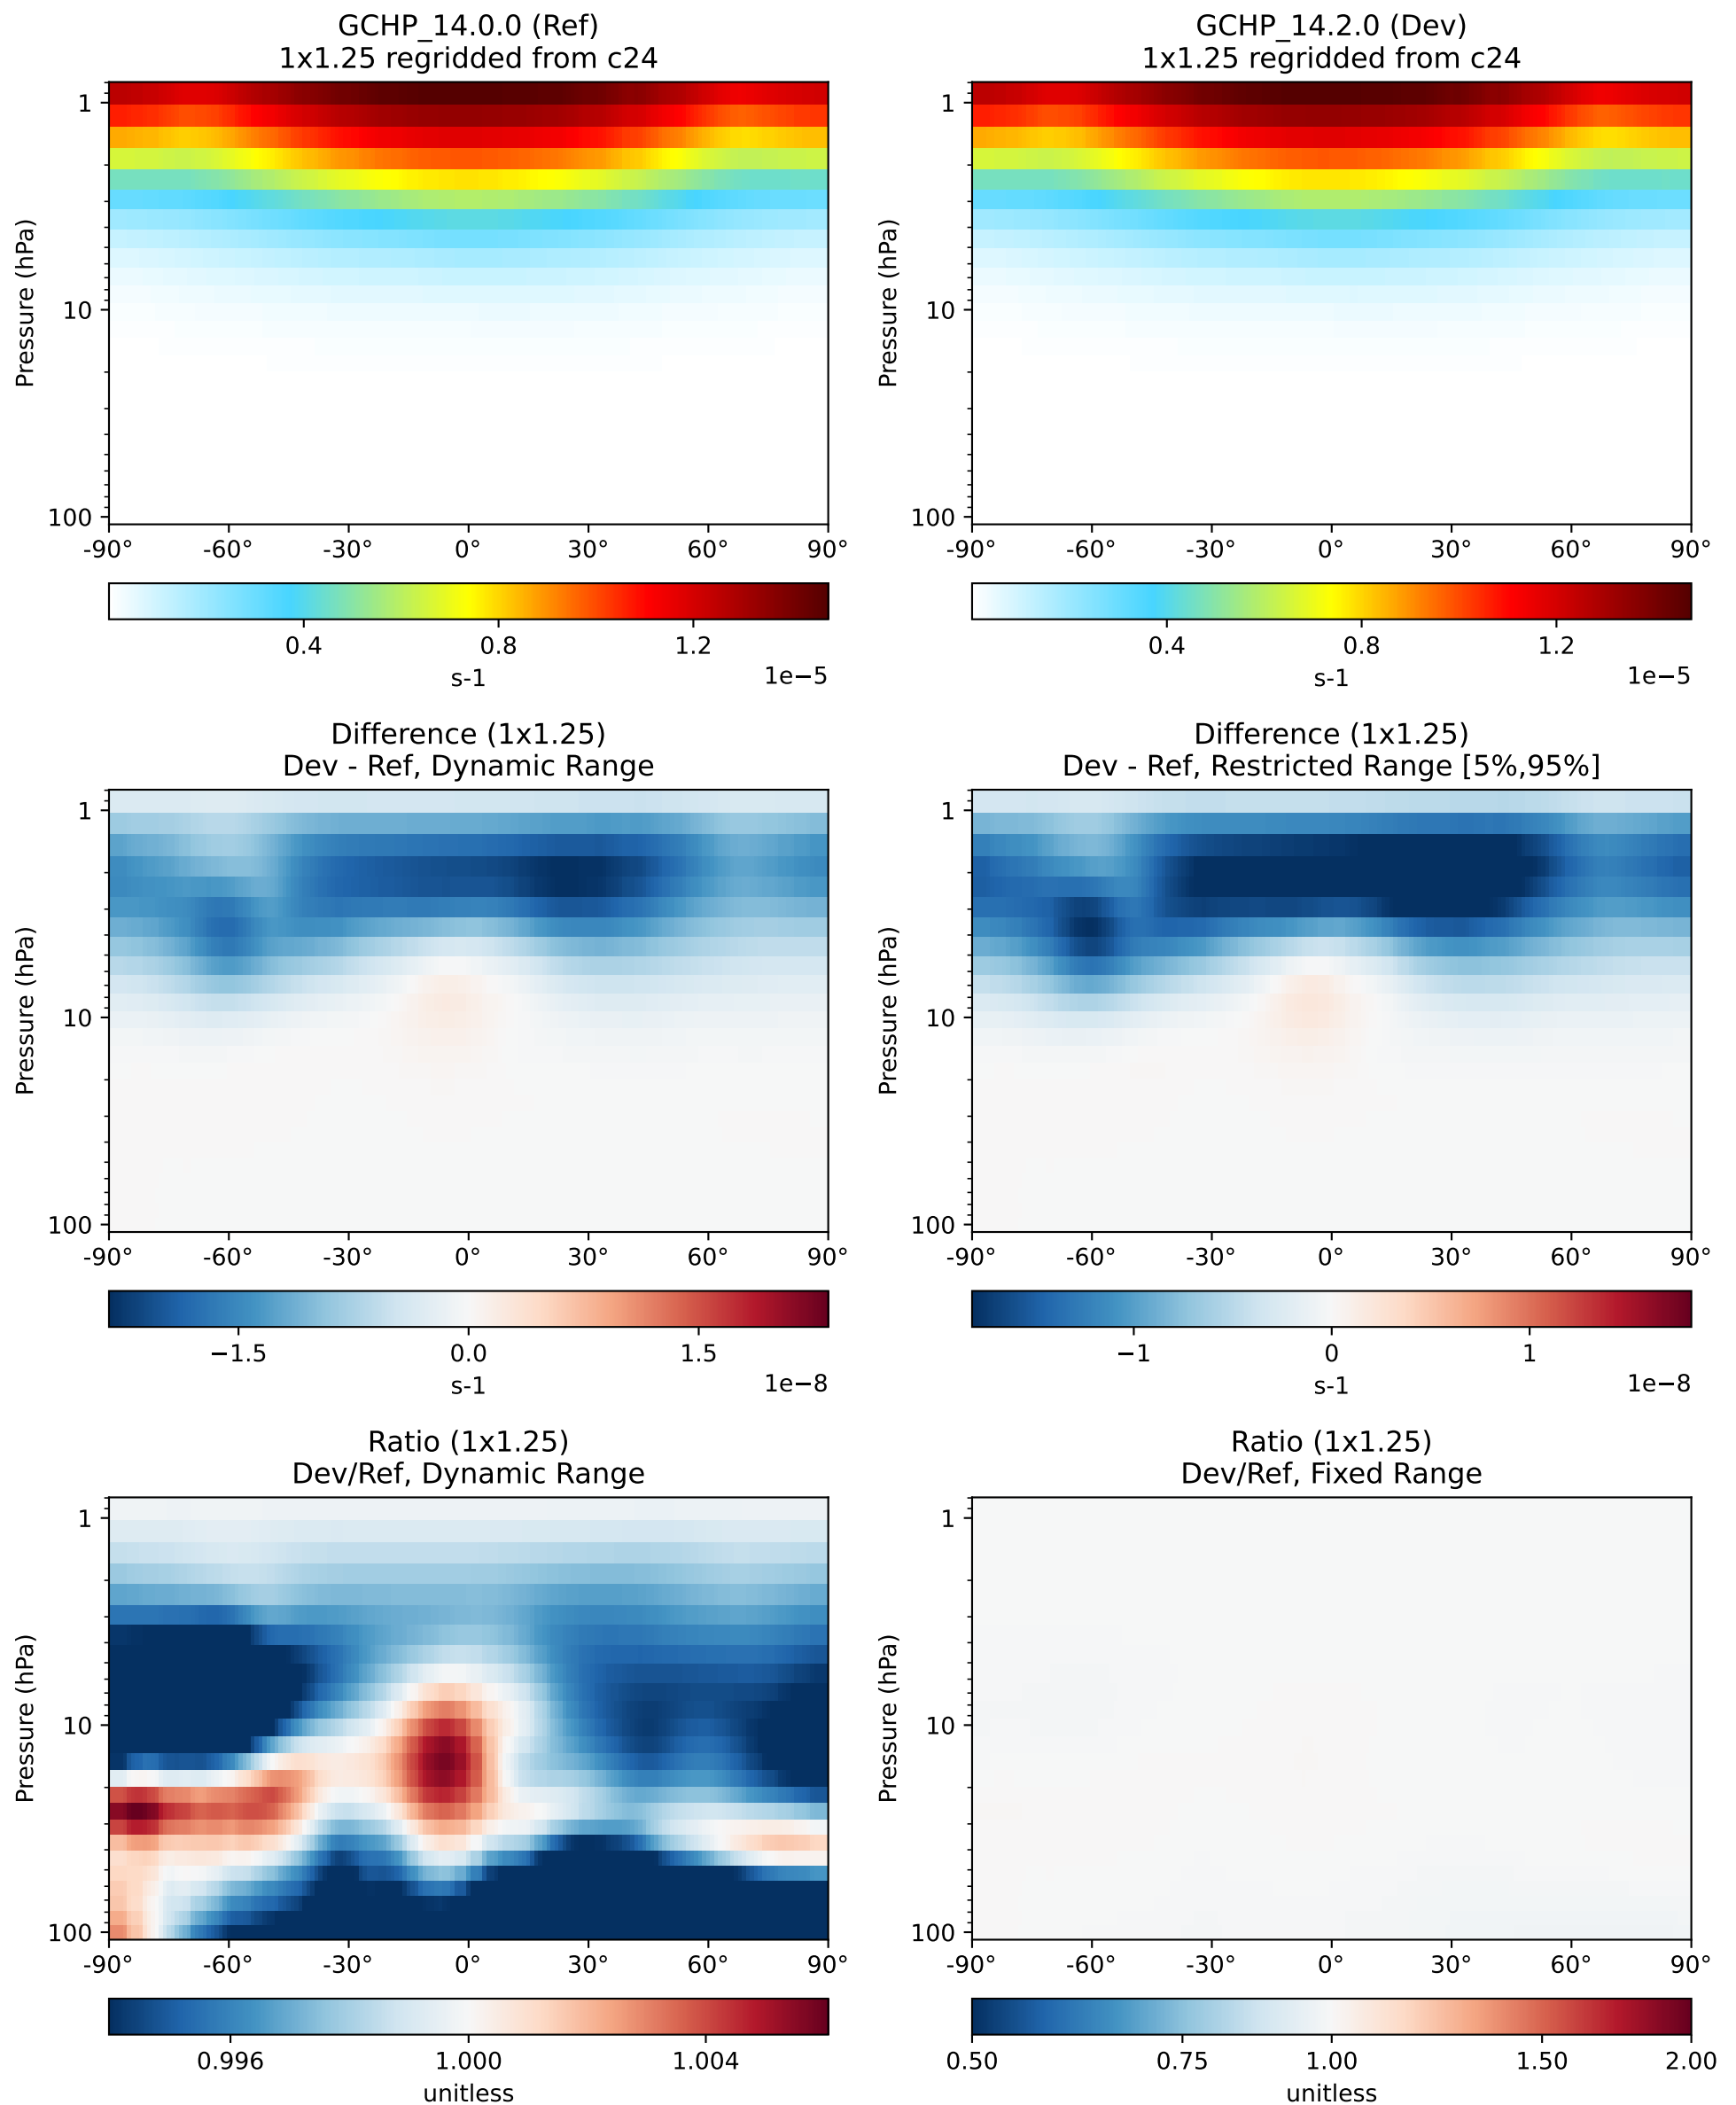 GCHP_14.0.0 (Ref)
1x1.25 regridded from c24
Pressure (hPa)
1
10
100
-90° -60° -30° 0° 30° 60° 90°
0.4 0.8 1.2
s-1
1e−5
GCHP_14.2.0 (Dev)
1x1.25 regridded from c24
Pressure (hPa)
1
10
100
-90° -60° -30° 0° 30° 60° 90°
0.4 0.8 1.2
s-1
1e−5
Difference (1x1.25)
Dev - Ref, Dynamic Range
Pressure (hPa)
1
10
100
-90° -60° -30° 0° 30° 60° 90°
−1.5 0.0 1.5
s-1
1e−8
Difference (1x1.25)
Dev - Ref, Restricted Range [5%,95%]
Pressure (hPa)
1
10
100
-90° -60° -30° 0° 30° 60° 90°
−1 0 1
s-1
1e−8
Ratio (1x1.25)
Dev/Ref, Dynamic Range
Pressure (hPa)
1
10
100
-90° -60° -30° 0° 30° 60° 90°
0.996 1.000 1.004
unitless
Ratio (1x1.25)
Dev/Ref, Fixed Range
Pressure (hPa)
1
10
100
-90° -60° -30° 0° 30° 60° 90°
0.50 0.75 1.00 1.50 2.00
unitless